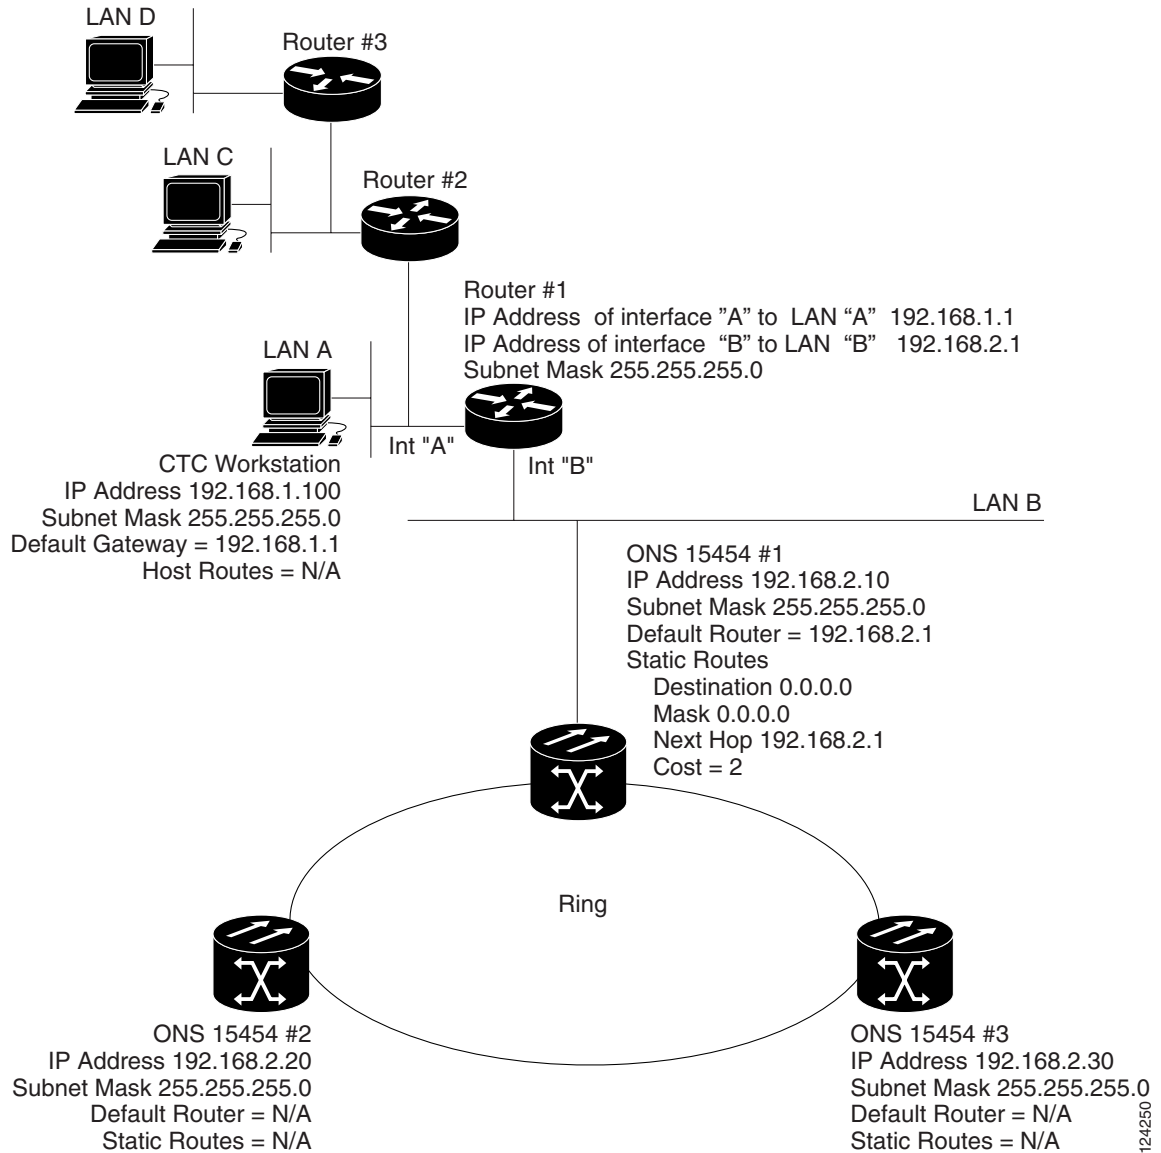 LAN D
Router #3
LAN C
Router #2
Router #1
IP Address of interface ”A” to LAN “A” 192.168.1.1
IP Address of interface “B” to LAN “B” 192.168.2.1
Subnet Mask 255.255.255.0
LAN A
Int "A"
Int "B"
CTC Workstation
IP Address 192.168.1.100
Subnet Mask 255.255.255.0
Default Gateway = 192.168.1.1
Host Routes = N/A
LAN B
ONS 15454 #1
IP Address 192.168.2.10
Subnet Mask 255.255.255.0
Default Router = 192.168.2.1
Static Routes
Destination 0.0.0.0
Mask 0.0.0.0
Next Hop 192.168.2.1
Cost = 2
Ring
ONS 15454 #2
IP Address 192.168.2.20
Subnet Mask 255.255.255.0
Default Router = N/A
Static Routes = N/A
ONS 15454 #3
IP Address 192.168.2.30
Subnet Mask 255.255.255.0
Default Router = N/A
Static Routes = N/A
124250